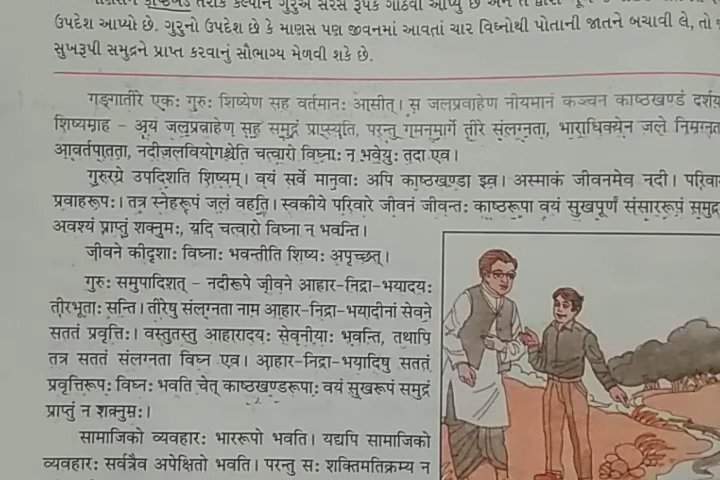 ઉપદેશ આપ્યો છે. ગુરુનો ઉપદેશ છે કે માણસ પણ જીવનમાં આવતાં ચાર વિઘ્નોથી પોતાની જાતને બચાવી લે, તો
સુખરૂપી સમુદ્રને પ્રાપ્ત કરવાનું સૌભાગ્ય મેળવી શકે છે.
गङ्गातीरे एकः गुरुः शिष्येण सह वर्तमानः आसीत्। स जलप्रवाहेण नीयमानं कञ्चन काष्ठखण्डं
शिष्यमाह – अयं जलप्रवाहेण सह समुद्रं प्राप्स्यति, परन्तु गमनमार्गे तीरे संलग्नता, भाराधिक्येन जले
आवर्तपातता, नदीजलवियोगश्चेति चत्वारो विघ्नाः न भवेयुः तदा एव।
गुरुरग्रे उपदिशति शिष्यम्। वयं सर्वे मानवाः अपि काष्ठखण्डा इव। अस्माकं जीवनमेव नदी।
प्रवाहरूपः। तत्र स्नेहरूपं जलं वहति। स्वकीये परिवारे जीवनं जीवन्तः काष्ठरूपा वयं सुखपूर्णं संसाररूपं
अवश्यं प्राप्तुं शक्नुमः, यदि चत्वारो विघ्ना न भवन्ति।
जीवने कीदृशाः विघ्नाः भवन्तीति शिष्यः अपृच्छत्।
गुरुः समुपादिशत् – नदीरूपे जीवने आहार-निद्रा-भयादयः
तीरभूताः सन्ति। तीरेषु संलग्नता नाम आहार-निद्रा-भयादीनां सेवने
सततं प्रवृत्तिः। वस्तुतस्तु आहारादयः सेवनीयाः भवन्ति, तथापि
तत्र सततं संलग्नता विघ्न एव। आहार-निद्रा-भयादिषु सततं
प्रवृत्तिरूपः विघ्नः भवति चेत् काष्ठखण्डरूपाः वयं सुखरूपं समुद्रं
प्राप्तुं न शक्नुमः।
सामाजिको व्यवहारः भाररूपो भवति। यद्यपि सामाजिको
व्यवहारः सर्वत्रैव अपेक्षितो भवति। परन्तु सः शक्तिमतिक्रम्य न